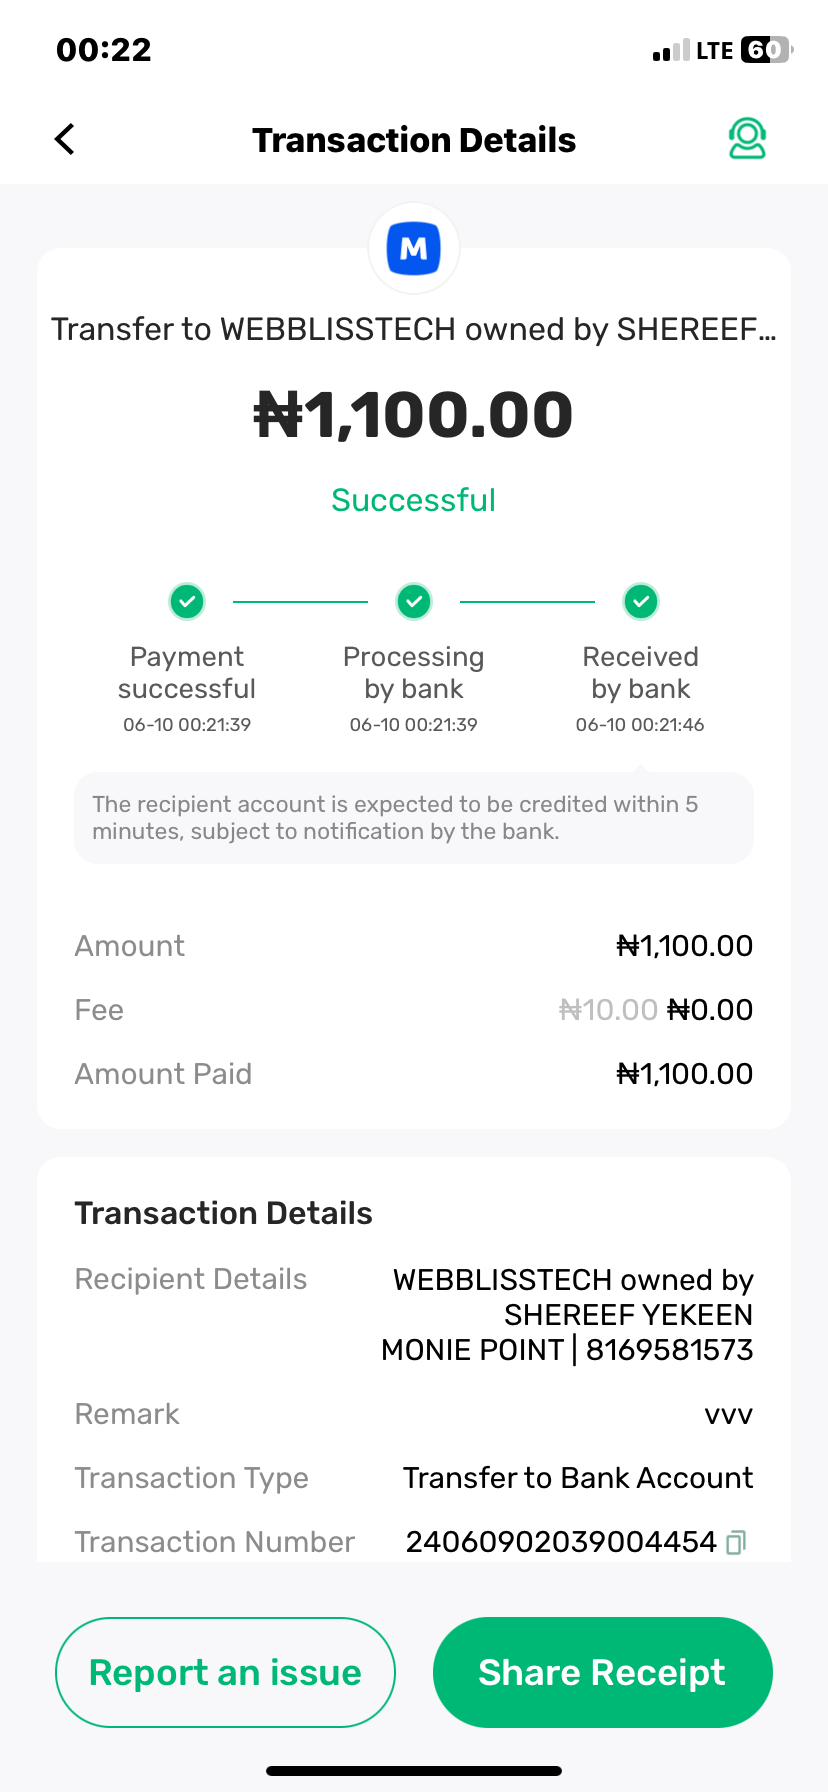 00:22
LTE 60
Transaction Details
M
Transfer to WEBBLISSTECH owned by SHEREEF...
₦1,100.00
Successful
Payment successful
Processing by bank
Received by bank
06-10 00:21:39
06-10 00:21:39
06-10 00:21:46
The recipient account is expected to be credited within 5
minutes, subject to notification by the bank.
Amount ₦1,100.00
Fee ₦10.00 ₦0.00
Amount Paid ₦1,100.00
Transaction Details
Recipient Details WEBBLISSTECH owned by
SHEREEF YEKEEN
MONIE POINT | 8169581573
Remark vvv
Transaction Type Transfer to Bank Account
Transaction Number 24060902039004454
Report an issue Share Receipt